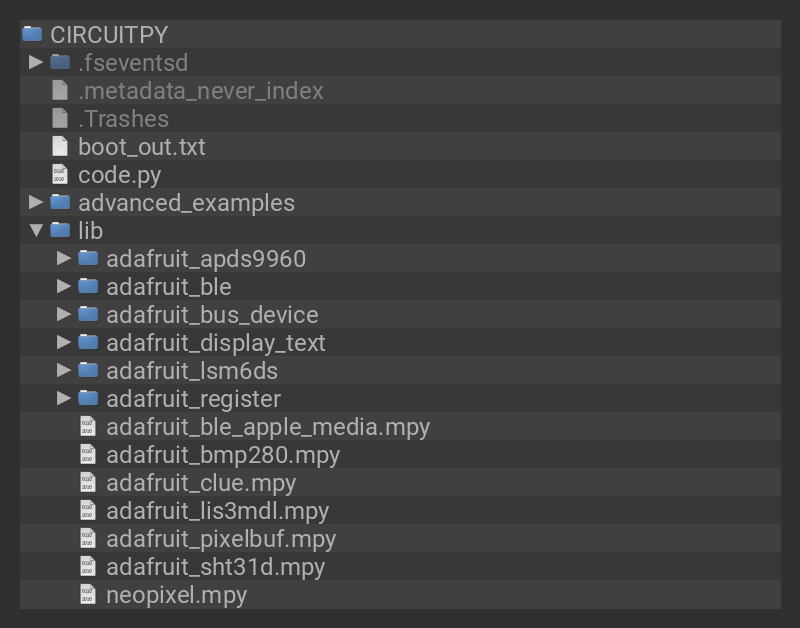 CIRCUITPY
.fseventsd
.metadata_never_index
.Trashes
boot_out.txt
code.py
advanced_examples
lib
adafruit_apds9960
adafruit_ble
adafruit_bus_device
adafruit_display_text
adafruit_lsm6ds
adafruit_register
adafruit_ble_apple_media.mpy
adafruit_bmp280.mpy
adafruit_clue.mpy
adafruit_lis3mdl.mpy
adafruit_pixelbuf.mpy
adafruit_sht31d.mpy
neopixel.mpy